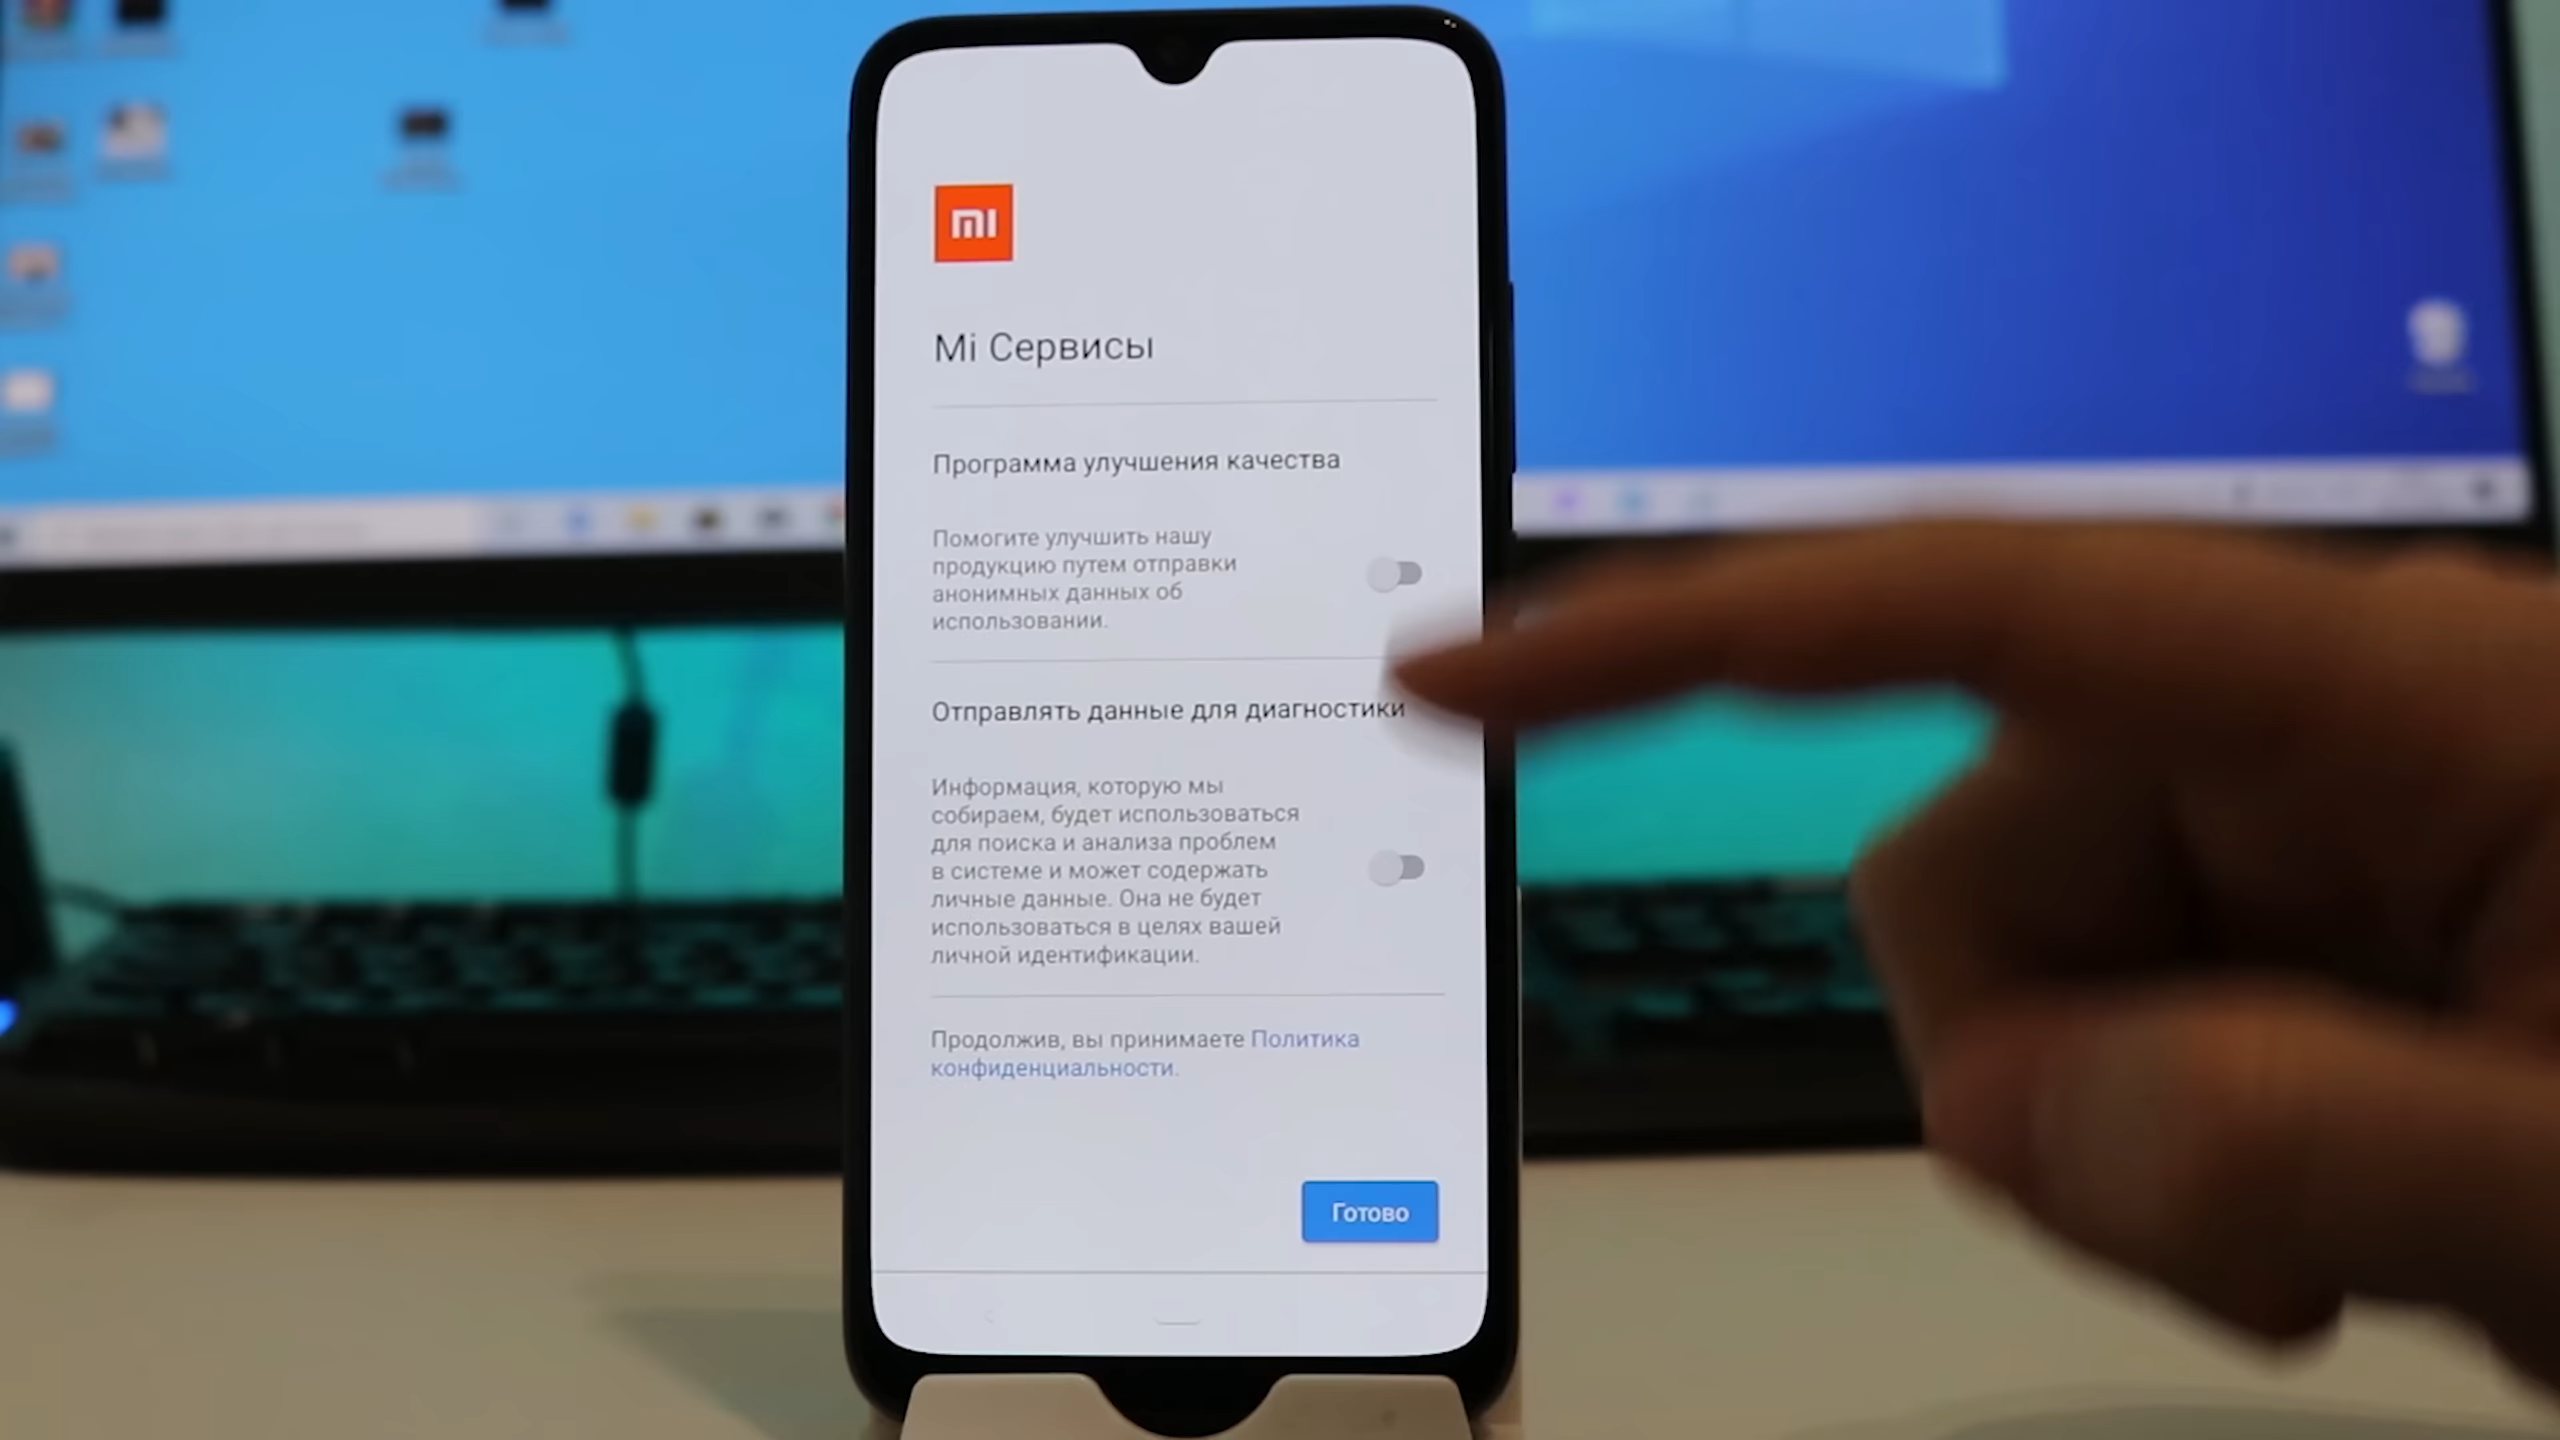 mi
Mi Сервисы
Программа улучшения качества
Помогите улучшить нашу
продукцию путем отправки
анонимных данных об
использовании.
Отправлять данные для диагностики
Информация, которую мы
собираем, будет использоваться
для поиска и анализа проблем
в системе и может содержать
личные данные. Она не будет
использоваться в целях вашей
личной идентификации.
Продолжив, вы принимаете Политика
конфиденциальности.
Готово